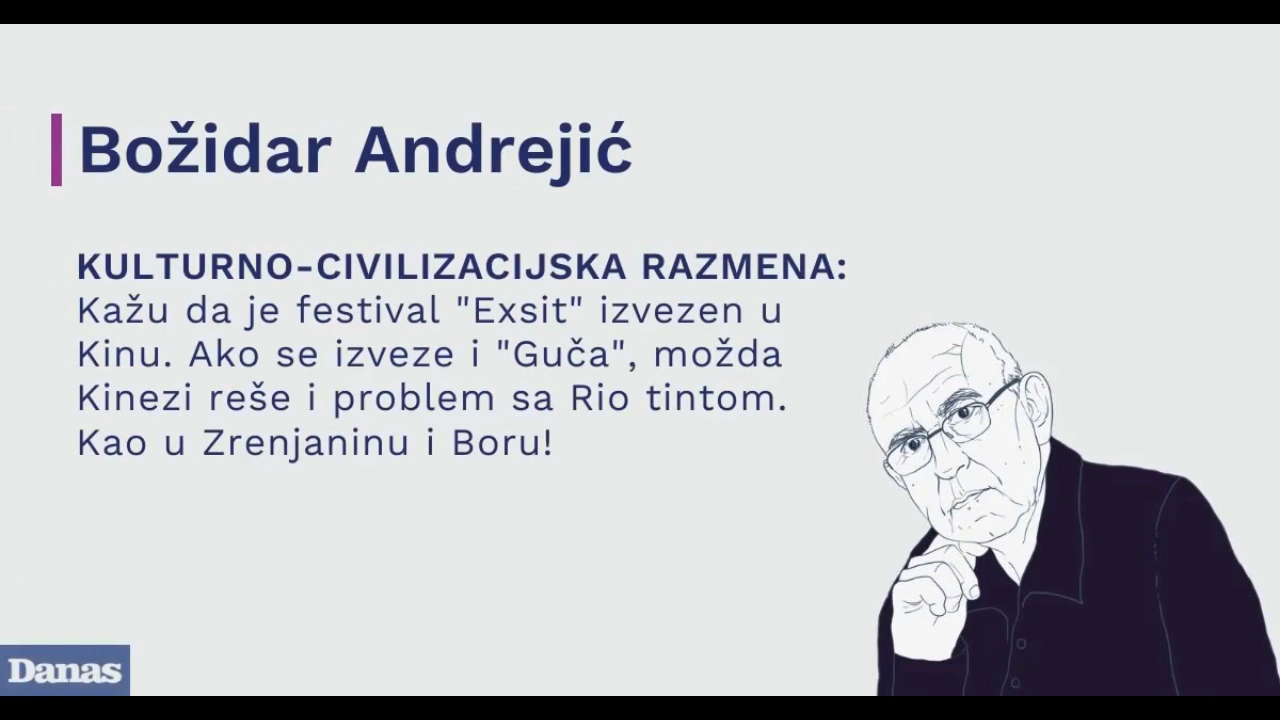 Božidar Andrejić
KULTURNO-CIVILIZACIJSKA RAZMENA:
Kažu da je festival "Exsit" izvezen u
Kinu. Ako se izveze i "Guča", možda
Kinezi reše i problem sa Rio tintom.
Kao u Zrenjaninu i Boru!
Danas